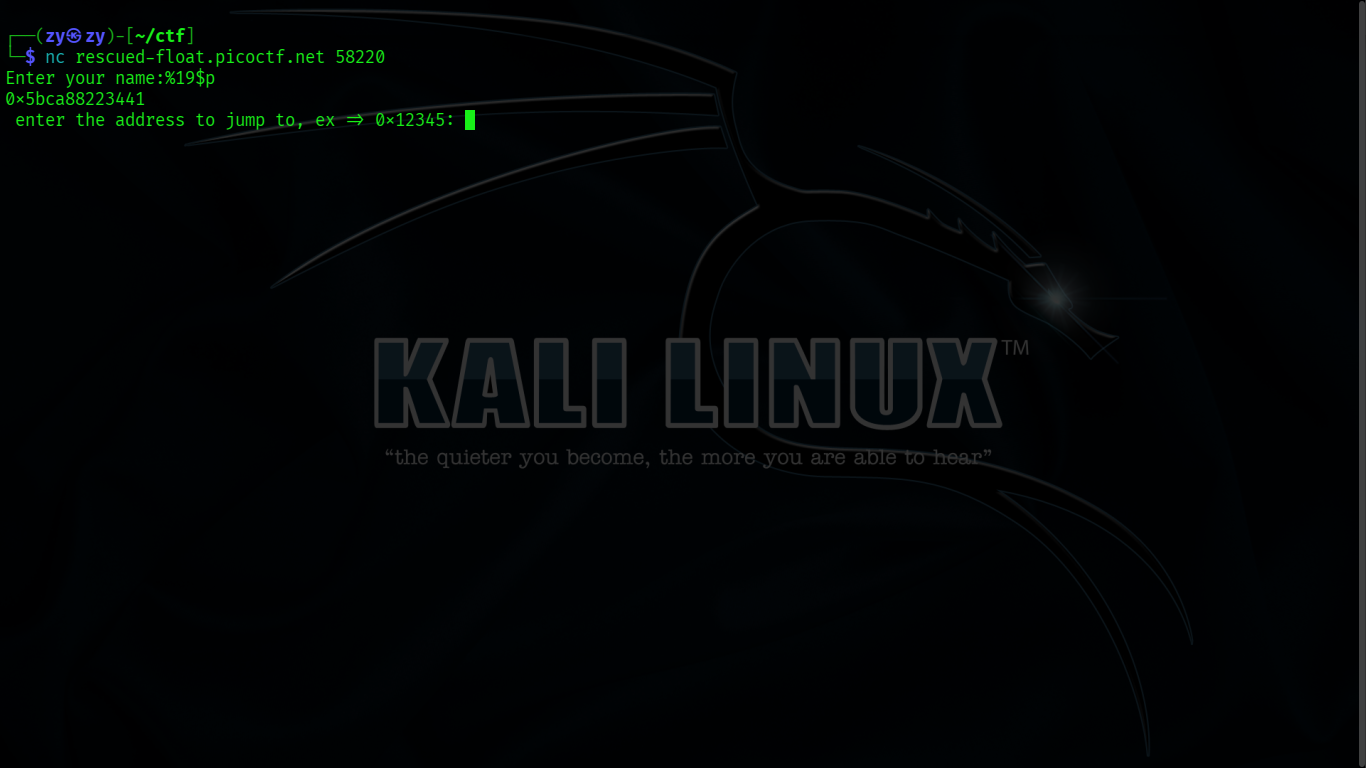 ┌──(zy㉿zy)-[~/ctf]
└─$ nc rescued-float.picoctf.net 58220
Enter your name:%19$p
0×5bca88223441
 enter the address to jump to, ex => 0×12345:
KALI LINUX™
“the quieter you become, the more you are able to hear”